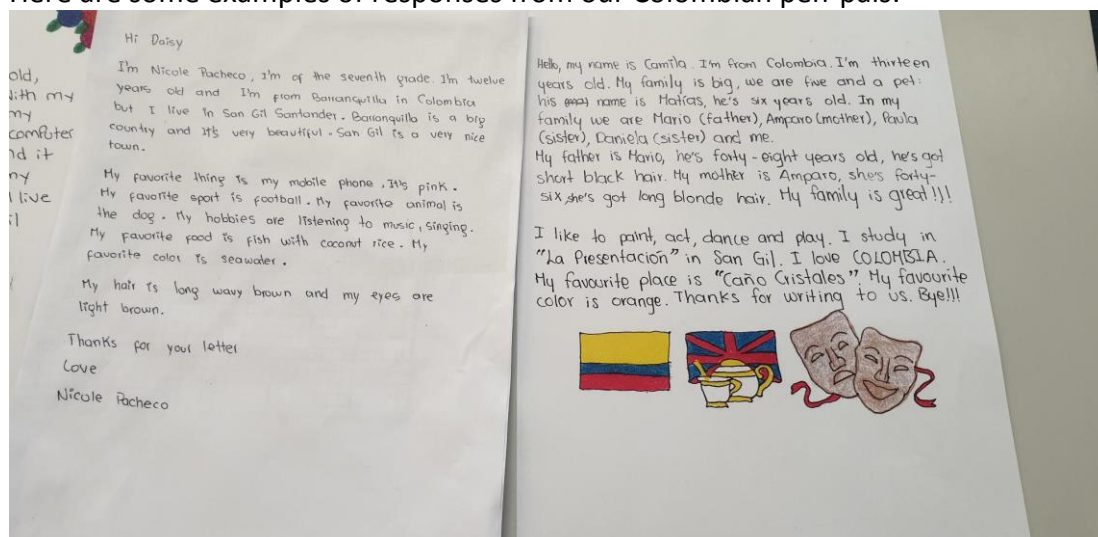 Here are some examples of responses from our Colombian pen-pals.
old,
with my
my
computer
nd it
ny
I live
Hi Daisy
I'm Nicole Pacheco, I'm of the seventh grade. I'm twelve
years old and I'm from Barranquilla in Colombia
but I live in San Gil Santander. Barranquilla is a big
country and it's very beautiful. San Gil is a very nice
town.
My favorite thing is my mobile phone, It's pink.
My favorite sport is football. My favorite animal is
the dog. My hobbies are listening to music, singing.
My favorite food is fish with coconut rice. My
favorite color is seawater.
My hair is long wavy brown and my eyes are
light brown.
Thanks for your letter
Love
Nicole Pacheco
Hello, my name is Camila. I'm from Colombia. I'm thirteen
years old. My family is big, we are five and a pet:
his name is Matías, he's six years old. In my
family we are Mario (father), Amparo (mother), Paula
(sister), Daniela (sister) and me.
My father is Mario, he's forty-eight years old, he's got
short black hair. My mother is Amparo, she's forty-
six, she's got long blonde hair. My family is great!!!
I like to paint, act, dance and play. I study in
"La Presentación" in San Gil. I love COLOMBIA.
My favourite place is "Caño Cristales". My favourite
color is orange. Thanks for writing to us. Bye!!!